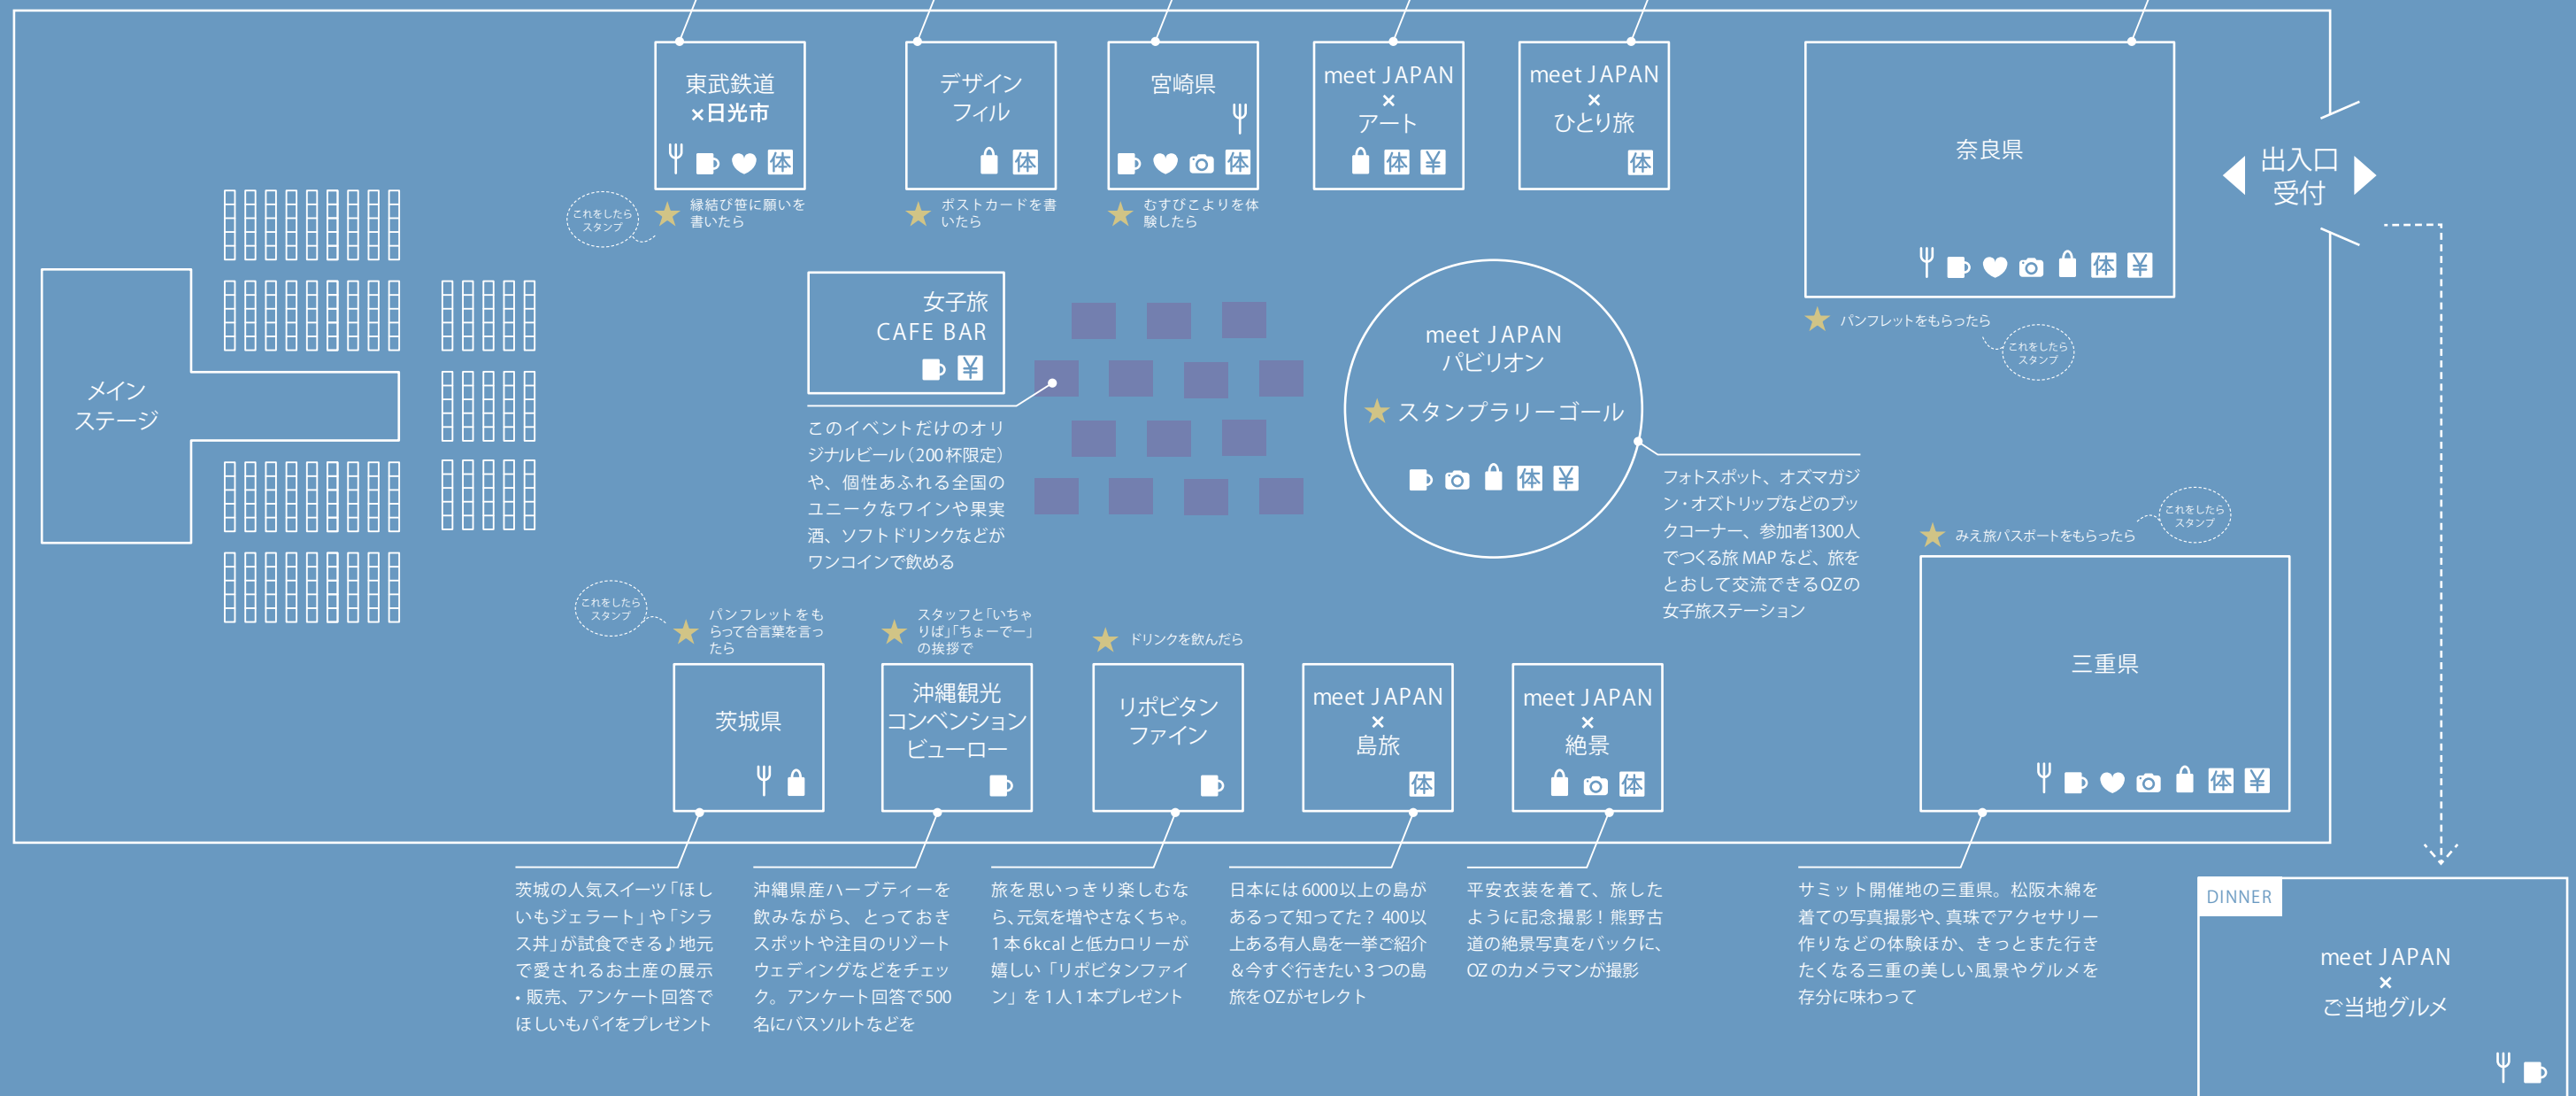 東武鉄道
×日光市
体
これをしたら
スタンプ
縁結び笹に願いを
書いたら
デザイン
フィル
体
ポストカードを書
いたら
宮崎県
体
むすびこよりを体
験したら
meet JAPAN
×
アート
体 ¥
meet JAPAN
×
ひとり旅
体
奈良県
体 ¥
パンフレットをもらったら
これをしたら
スタンプ
出入口
受付
メイン
ステージ
女子旅
CAFE BAR
¥
このイベントだけのオリ
ジナルビール（200杯限定）
や、個性あふれる全国の
ユニークなワインや果実
酒、ソフトドリンクなどが
ワンコインで飲める
meet JAPAN
パビリオン
スタンプラリーゴール
体 ¥
フォトスポット、オズマガジ
ン・オズトリップなどのブッ
クコーナー、参加者1300人
でつくる旅MAPなど、旅を
とおして交流できるOZの
女子旅ステーション
みえ旅パスポートをもらったら
これをしたら
スタンプ
三重県
体 ¥
これをしたら
スタンプ
パンフレットをも
らって合言葉を言っ
たら
茨城県
スタッフと「いちゃ
りば」「ちょーでー」
の挨拶で
沖縄観光
コンベンション
ビューロー
ドリンクを飲んだら
リポビタン
ファイン
meet JAPAN
×
島旅
体
meet JAPAN
×
絶景
体
茨城の人気スイーツ「ほし
いもジェラート」や「シラ
ス丼」が試食できる♪地元
で愛されるお土産の展示
・販売、アンケート回答で
ほしいもパイをプレゼント
沖縄県産ハーブティーを
飲みながら、とっておき
スポットや注目のリゾート
ウェディングなどをチェッ
ク。アンケート回答で500
名にバスソルトなどを
旅を思いっきり楽しむな
ら、元気を増やさなくちゃ。
1本6kcalと低カロリーが
嬉しい「リポビタンファイ
ン」を1人1本プレゼント
日本には6000以上の島が
あるって知ってた？ 400以
上ある有人島を一挙ご紹介
＆今すぐ行きたい3つの島
旅をOZがセレクト
平安衣装を着て、旅した
ように記念撮影！熊野古
道の絶景写真をバックに、
OZのカメラマンが撮影
サミット開催地の三重県。松阪木綿を
着ての写真撮影や、真珠でアクセサリー
作りなどの体験ほか、きっとまた行き
たくなる三重の美しい風景やグルメを
存分に味わって
DINNER
meet JAPAN
×
ご当地グルメ